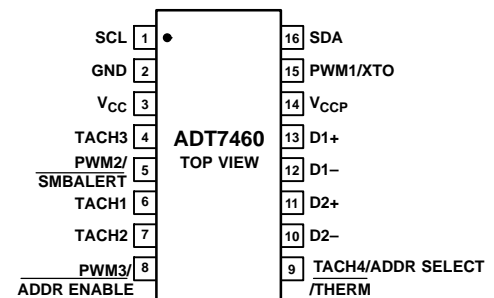 SCL 1 16 SDA
GND 2 15 PWM1/XTO
VCC 3 14 VCCP
TACH3 4 ADT7460 13 D1+
PWM2/
SMBALERT 5 TOP VIEW 12 D1–
TACH1 6 11 D2+
TACH2 7 10 D2–
PWM3/
ADDR ENABLE 8 9 TACH4/ADDR SELECT
/THERM